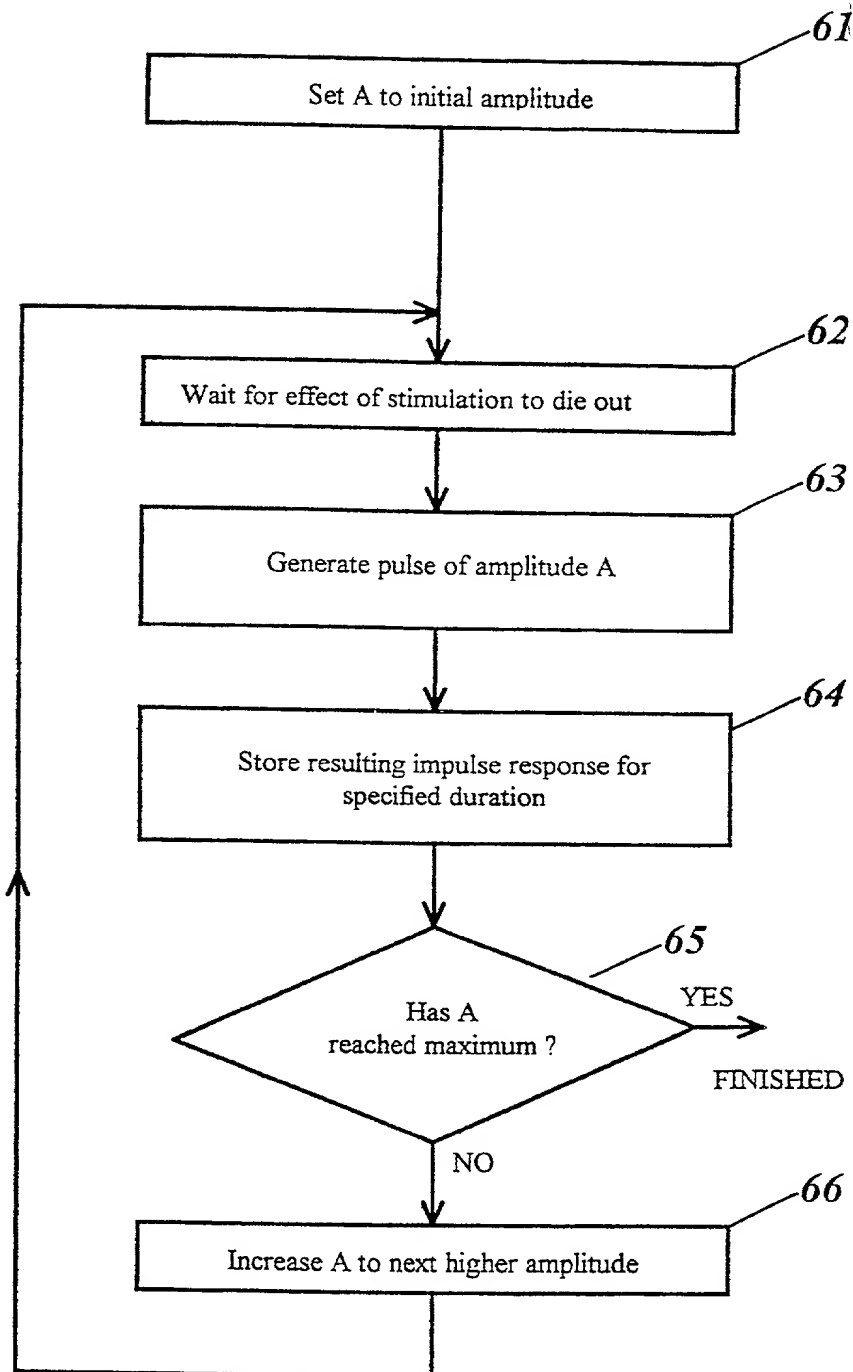 61
Set A to initial amplitude
62
Wait for effect of stimulation to die out
63
Generate pulse of amplitude A
64
Store resulting impulse response for
specified duration
65
Has A
reached maximum ?
YES
FINISHED
NO
66
Increase A to next higher amplitude